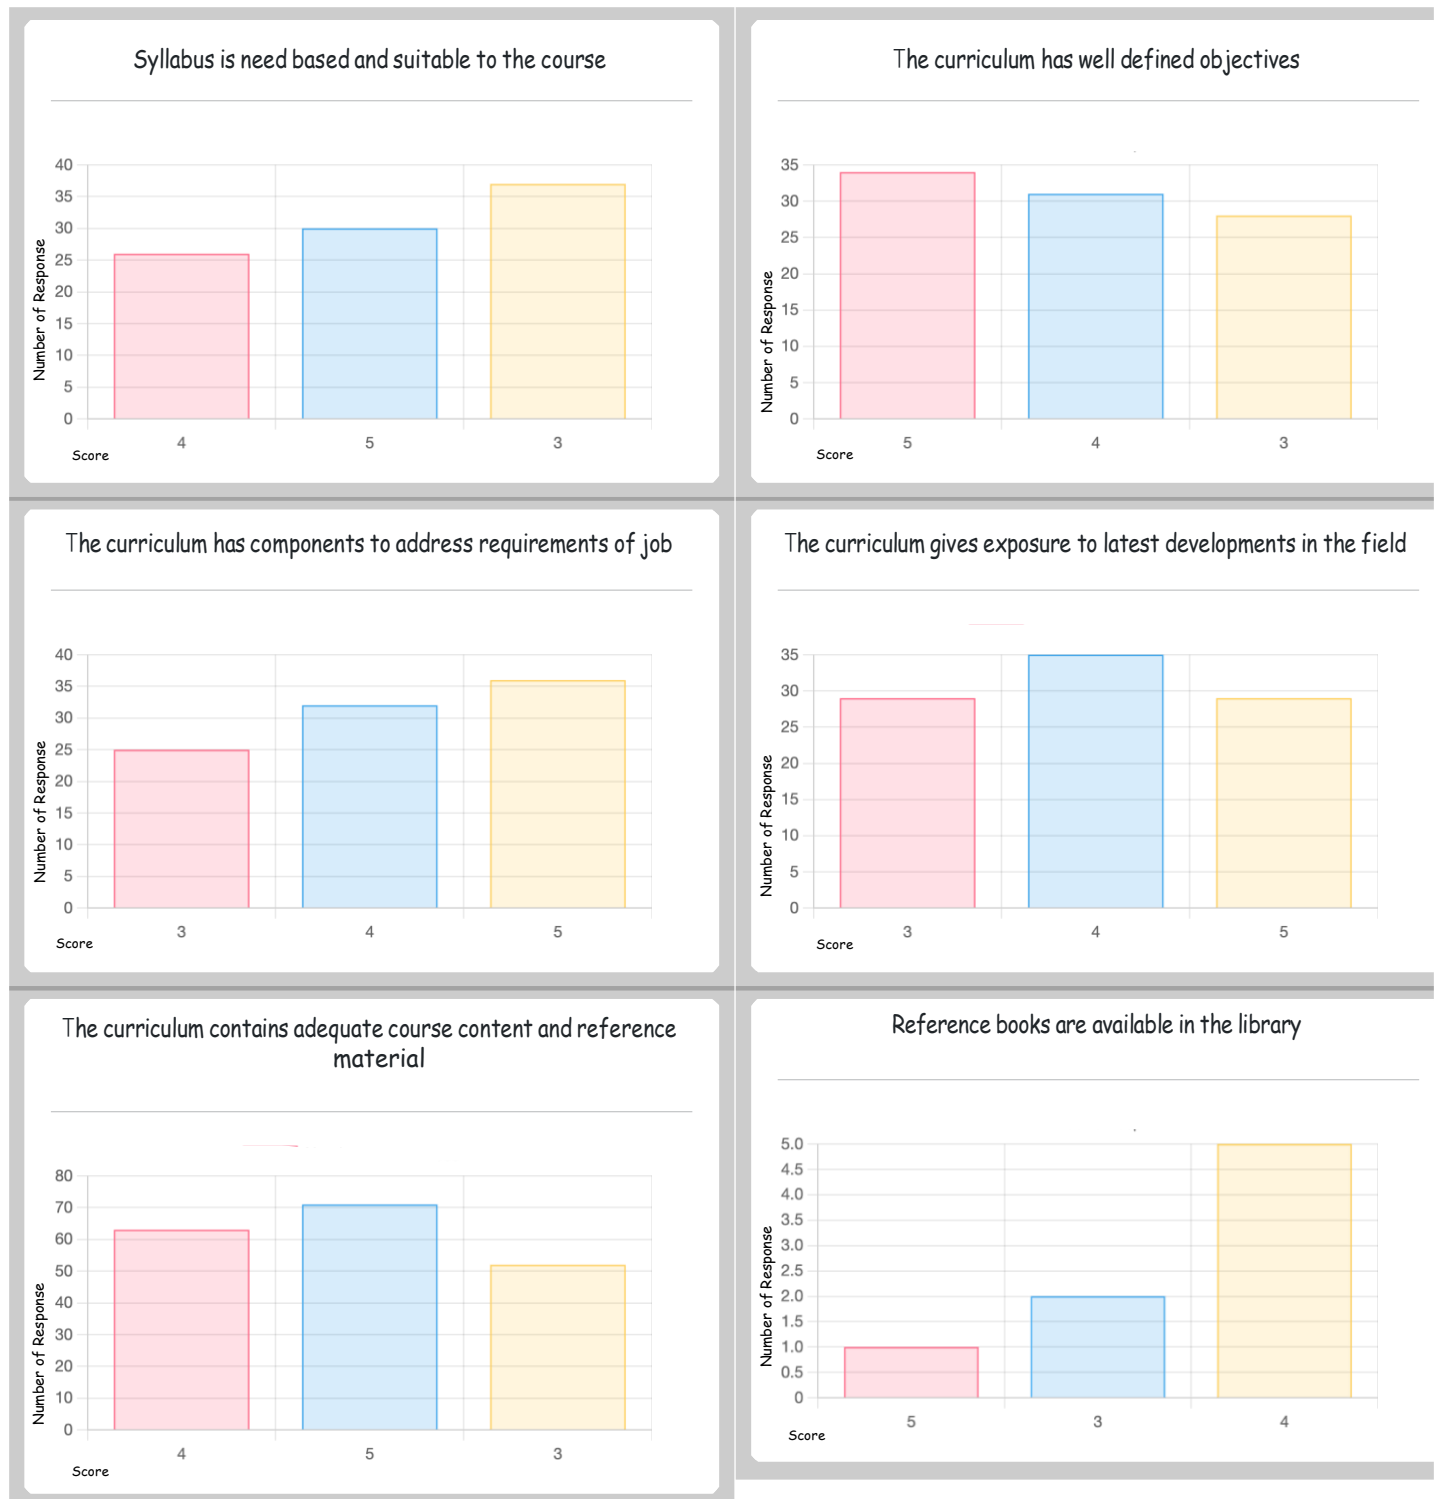 Syllabus is need based and suitable to the course
40
35
30
25
20
15
10
5
0
Number of Response
4 5 3
Score
The curriculum has well defined objectives
35
30
25
20
15
10
5
0
Number of Response
5 4 3
Score
The curriculum has components to address requirements of job
40
35
30
25
20
15
10
5
0
Number of Response
3 4 5
Score
The curriculum gives exposure to latest developments in the field
35
30
25
20
15
10
5
0
Number of Response
3 4 5
Score
The curriculum contains adequate course content and reference
material
80
70
60
50
40
30
20
10
0
Number of Response
4 5 3
Score
Reference books are available in the library
5.0
4.5
4.0
3.5
3.0
2.5
2.0
1.5
1.0
0.5
0
Number of Response
5 3 4
Score